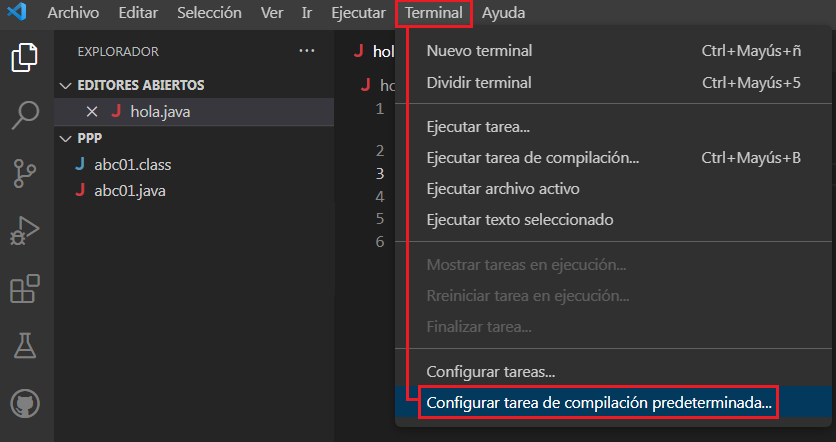 Archivo Editar Selección Ver Ir Ejecutar Terminal Ayuda
EXPLORADOR ...
EDITORES ABIERTOS
J hola.java
PPP
J abc01.class
J abc01.java
J hol
J ho
1
2
3
4
5
6
Nuevo terminal Ctrl+Mayús+ñ
Dividir terminal Ctrl+Mayús+5
Ejecutar tarea...
Ejecutar tarea de compilación... Ctrl+Mayús+B
Ejecutar archivo activo
Ejecutar texto seleccionado
Mostrar tareas en ejecución...
Rreiniciar tarea en ejecución...
Finalizar tarea...
Configurar tareas...
Configurar tarea de compilación predeterminada...